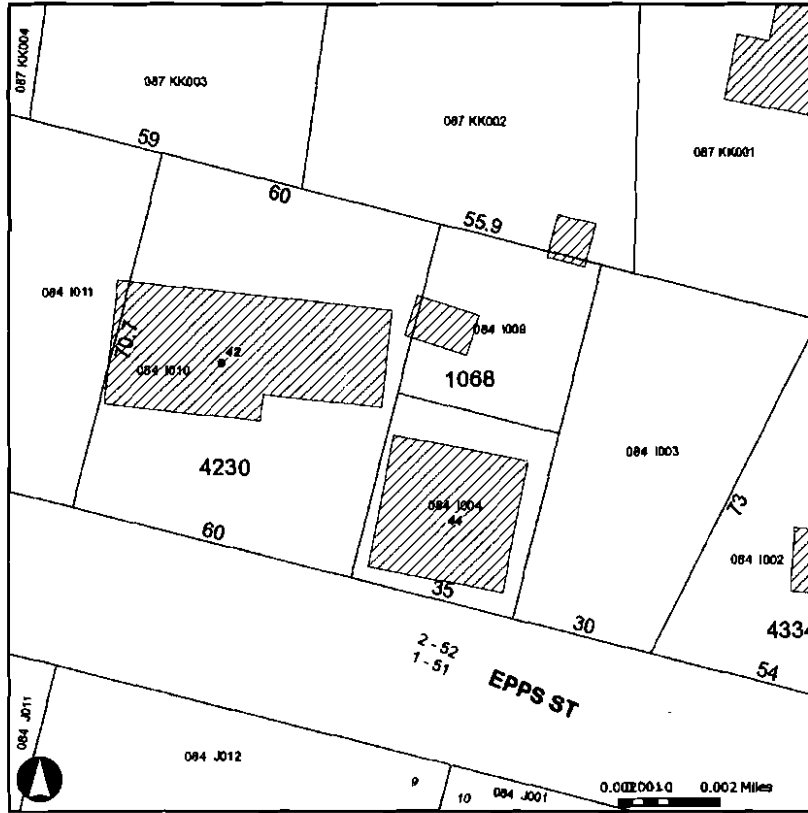 087 KK004
087 KK003
087 KK002
087 KK001
59
60
55.9
084 I011
70.7
42
084 I010
084 I009
1068
4230
084 I003
084 I004
44
73
084 I002
60
35
30
4334
54
2 - 52
1 - 51
EPPS ST
084 J011
084 J012
9
10
084 J001
0.002 Miles